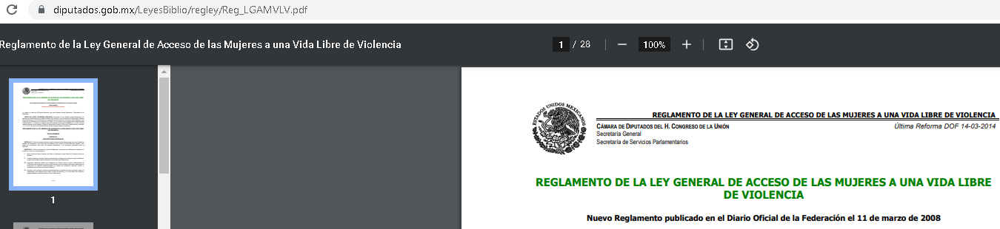 diputados.gob.mx/LeyesBiblio/regley/Reg_LGAMVLV.pdf
Reglamento de la Ley General de Acceso de las Mujeres a una Vida Libre de Violencia
1 / 28
100%
1
ESTADOS UNIDOS MEXICANOS
REGLAMENTO DE LA LEY GENERAL DE ACCESO DE LAS MUJERES A UNA VIDA LIBRE DE VIOLENCIA
CÁMARA DE DIPUTADOS DEL H. CONGRESO DE LA UNIÓN
Última Reforma DOF 14-03-2014
Secretaría General
Secretaría de Servicios Parlamentarios
REGLAMENTO DE LA LEY GENERAL DE ACCESO DE LAS MUJERES A UNA VIDA LIBRE
DE VIOLENCIA
Nuevo Reglamento publicado en el Diario Oficial de la Federación el 11 de marzo de 2008